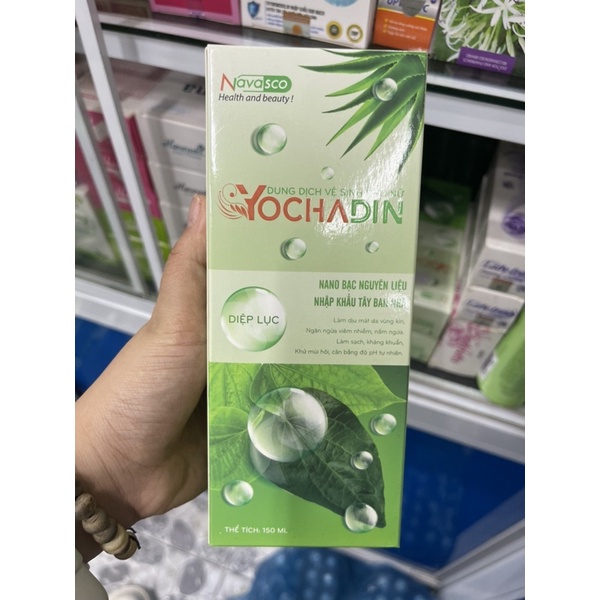 Navasco
Health and beauty !
DUNG DỊCH VỆ SINH NỮ
YOCHADIN
NANO BẠC NGUYÊN LIỆU
NHẬP KHẨU TÂY BAN NHA
DIỆP LỤC
Làm dịu mát da vùng kín,
Ngăn ngừa viêm nhiễm, nấm ngứa.
Làm sạch, kháng khuẩn,
Khử mùi hôi, cân bằng độ pH tự nhiên.
THỂ TÍCH: 150 ML